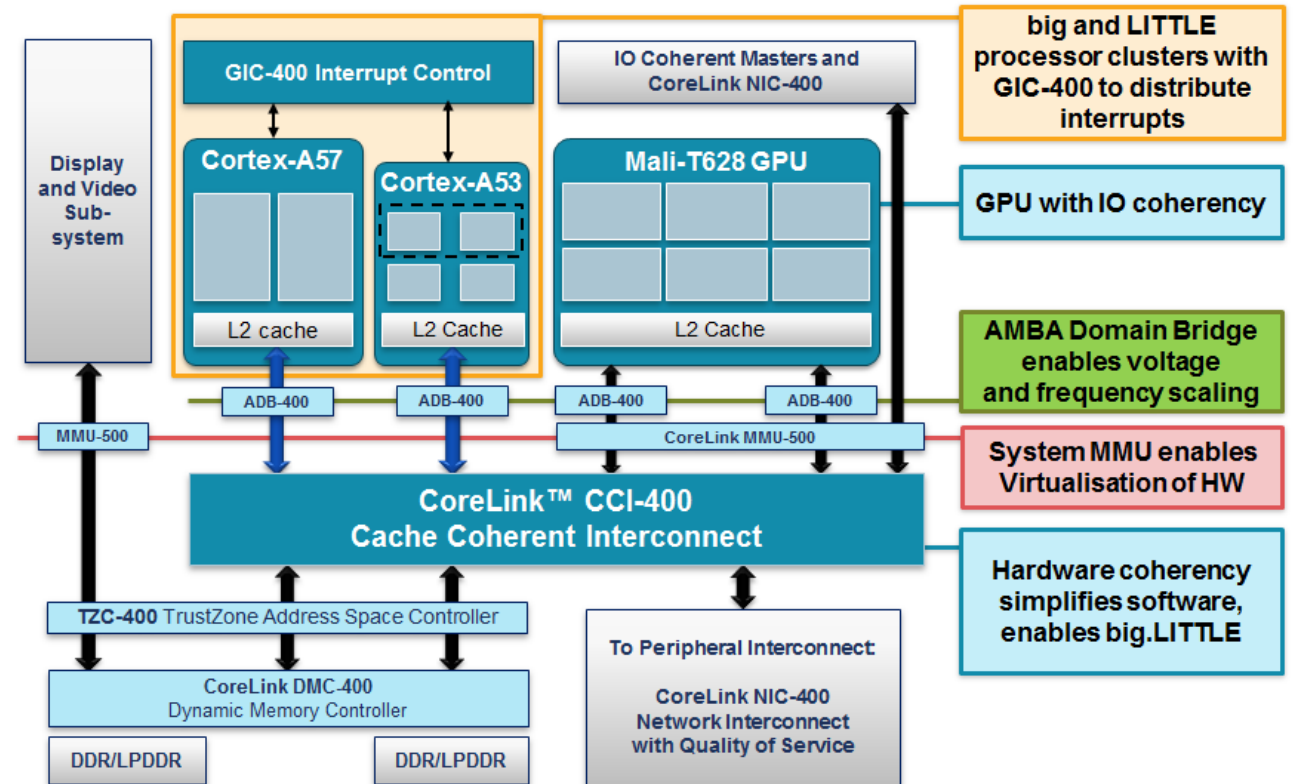 GIC-400 Interrupt Control
IO Coherent Masters and
CoreLink NIC-400
big and LITTLE
processor clusters with
GIC-400 to distribute
interrupts
Display
and Video
Sub-
system
Cortex-A57
L2 cache
Cortex-A53
L2 Cache
Mali-T628 GPU
L2 Cache
GPU with IO coherency
AMBA Domain Bridge
enables voltage
and frequency scaling
ADB-400
ADB-400
ADB-400
ADB-400
MMU-500
CoreLink MMU-500
System MMU enables
Virtualisation of HW
CoreLink™ CCI-400
Cache Coherent Interconnect
Hardware coherency
simplifies software,
enables big.LITTLE
TZC-400 TrustZone Address Space Controller
CoreLink DMC-400
Dynamic Memory Controller
DDR/LPDDR
DDR/LPDDR
To Peripheral Interconnect:
CoreLink NIC-400
Network Interconnect
with Quality of Service